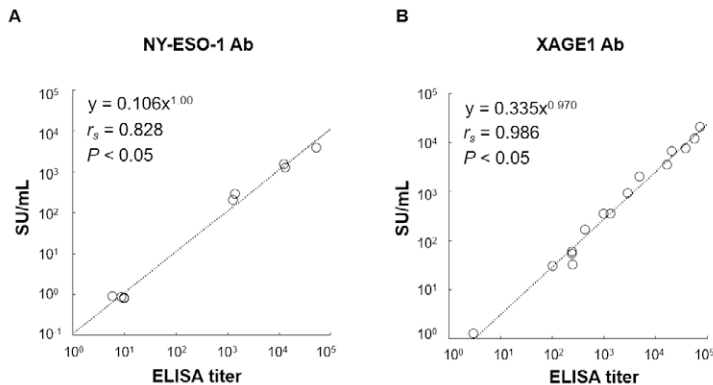 A
NY-ESO-1 Ab
y = 0.106x^1.00
r_s = 0.828
P < 0.05
SU/mL
10^5
10^4
10^3
10^2
10^1
10^0
10^-1
10^0 10^1 10^2 10^3 10^4 10^5
ELISA titer
B
XAGE1 Ab
y = 0.335x^0.970
r_s = 0.986
P < 0.05
SU/mL
10^5
10^4
10^3
10^2
10^1
10^0
10^0 10^1 10^2 10^3 10^4 10^5
ELISA titer